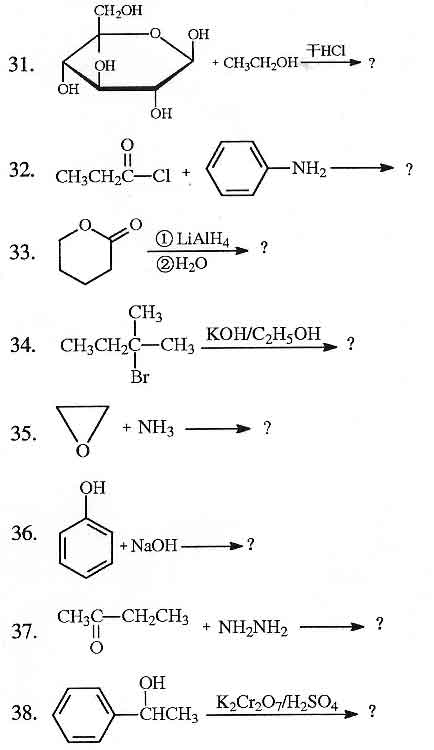 CH₂OH
O
OH
31. OH OH + CH₃CH₂OH 干HCl ?
OH
O
32. CH₃CH₂C—Cl + NH₂ ?
O O
33. ① LiAlH₄ ?
②H₂O
CH₃
34. CH₃CH₂C—CH₃ KOH/C₂H₅OH ?
Br
35. + NH₃ ?
O
OH
36. +NaOH ?
37. CH₃C—CH₂CH₃ + NH₂NH₂ ?
O
OH
38. CHCH₃ K₂Cr₂O₇/H₂SO₄ ?